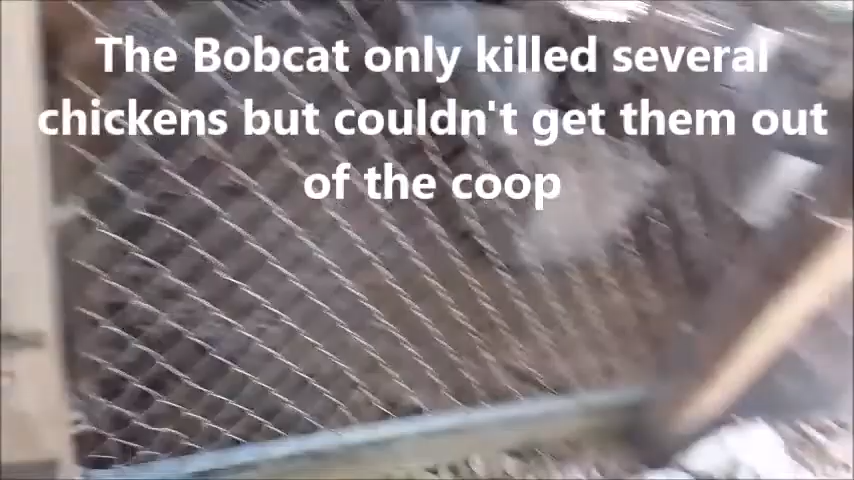 The Bobcat only killed several
chickens but couldn't get them out
of the coop